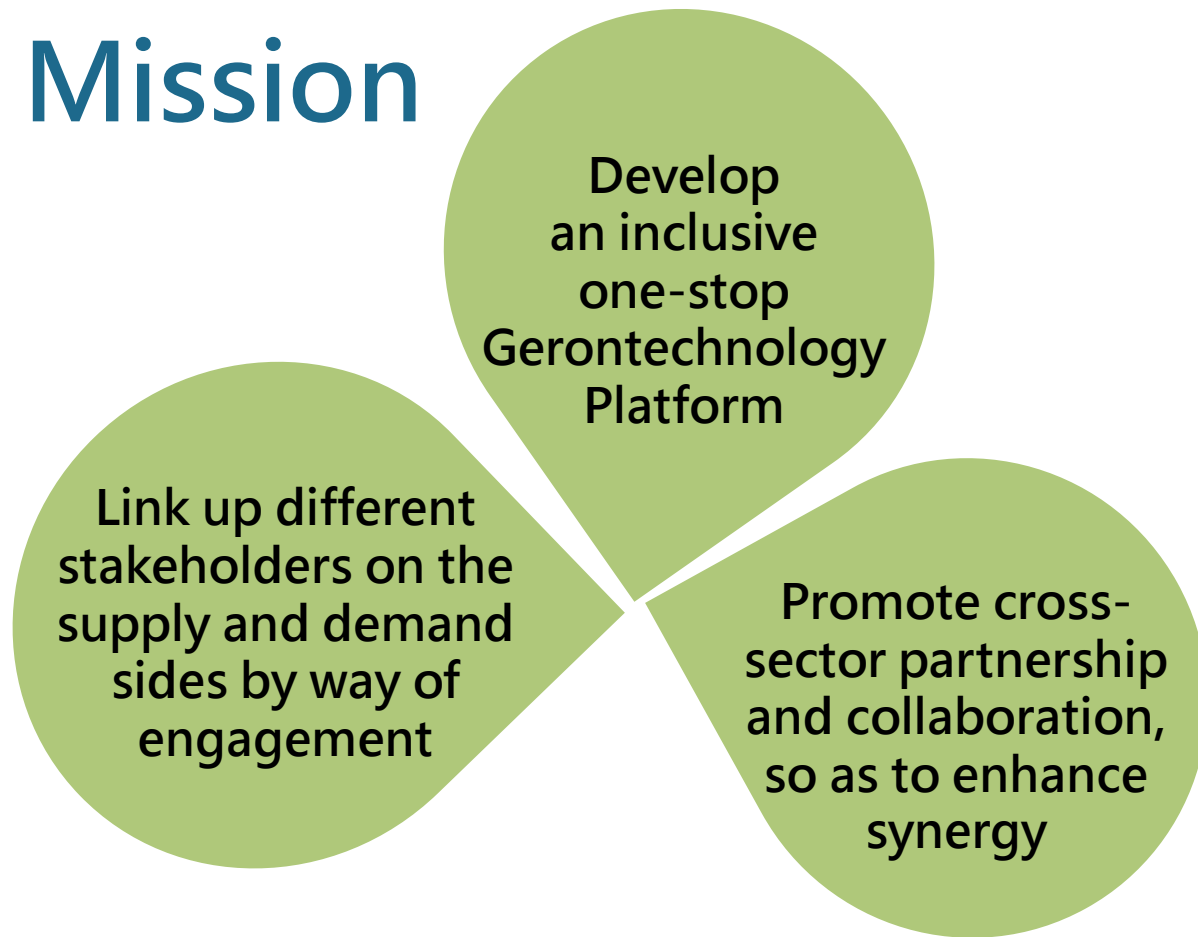 Mission
Develop
an inclusive
one-stop
Gerontechnology
Platform
Link up different
stakeholders on the
supply and demand
sides by way of
engagement
Promote cross-
sector partnership
and collaboration,
so as to enhance
synergy